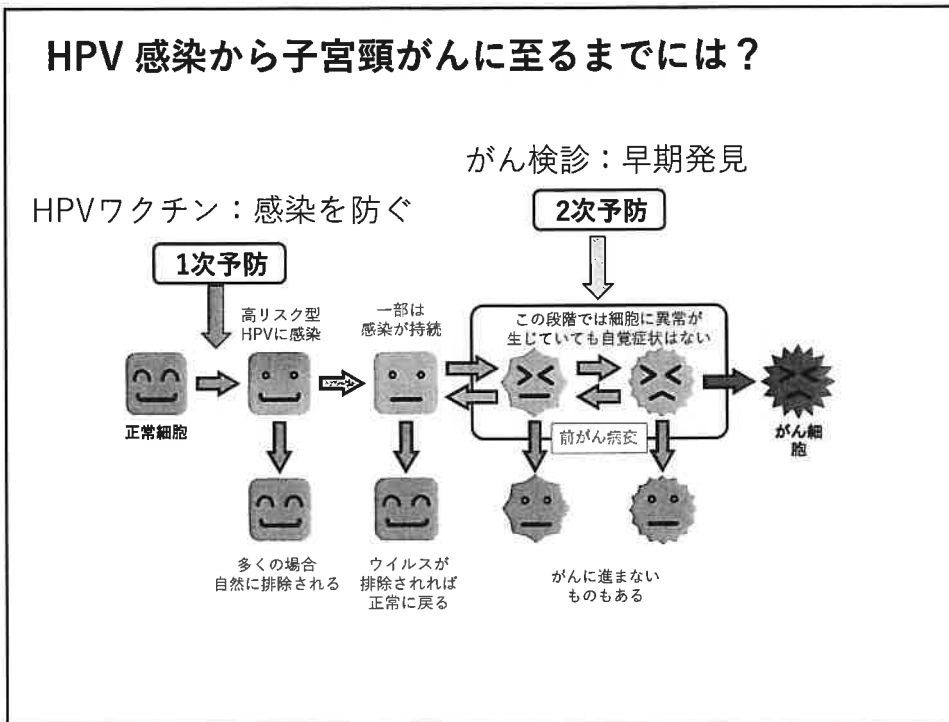 HPV 感染から子宮頸がんに至るまでには？
がん検診：早期発見
HPVワクチン：感染を防ぐ
2次予防
1次予防
高リスク型
HPVに感染
一部は
感染が持続
この段階では細胞に異常が
生じていても自覚症状はない
正常細胞
前がん病変
がん細
胞
多くの場合
自然に排除される
ウイルスが
排除されれば
正常に戻る
がんに進まない
ものもある